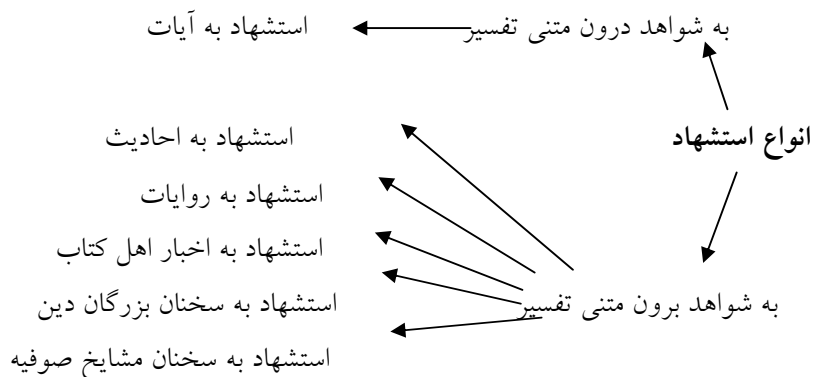 به شواهد درون متنی تفسیر استشهاد به آیات
انواع استشهاد استشهاد به احادیث
استشهاد به روایات
استشهاد به اخبار اهل کتاب
به شواهد برون متنی تفسیر استشهاد به سخنان بزرگان دین
استشهاد به سخنان مشایخ صوفیه